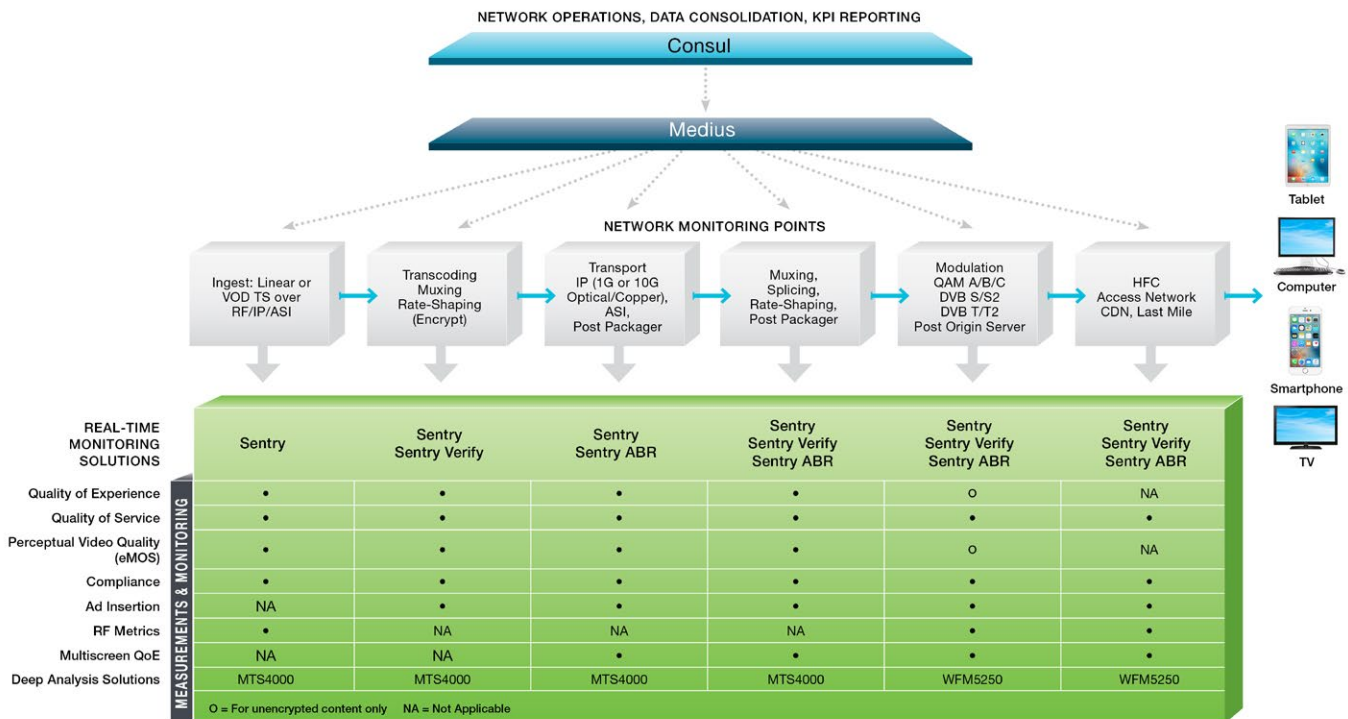 NETWORK OPERATIONS, DATA CONSOLIDATION, KPI REPORTING
Consul
Medius
NETWORK MONITORING POINTS
Ingest: Linear or
VOD TS over
RF/IP/ASI
Transcoding
Muxing
Rate-Shaping
(Encrypt)
Transport
IP (1G or 10G
Optical/Copper),
ASI,
Post Packager
Muxing,
Splicing,
Rate-Shaping,
Post Packager
Modulation
QAM A/B/C
DVB S/S2
DVB T/T2
Post Origin Server
HFC
Access Network
CDN, Last Mile
Tablet
Computer
Smartphone
TV
REAL-TIME
MONITORING
SOLUTIONS
Sentry
Sentry
Sentry Verify
Sentry
Sentry ABR
Sentry
Sentry Verify
Sentry ABR
Sentry
Sentry Verify
Sentry ABR
Sentry
Sentry Verify
Sentry ABR
MEASUREMENTS & MONITORING
Quality of Experience • • • • O NA
Quality of Service • • • • • •
Perceptual Video Quality
(eMOS) • • • • O NA
Compliance • • • • • •
Ad Insertion NA • • • • •
RF Metrics • NA NA NA • •
Multiscreen QoE NA NA • • • •
Deep Analysis Solutions MTS4000 MTS4000 MTS4000 MTS4000 WFM5250 WFM5250
O = For unencrypted content only NA = Not Applicable